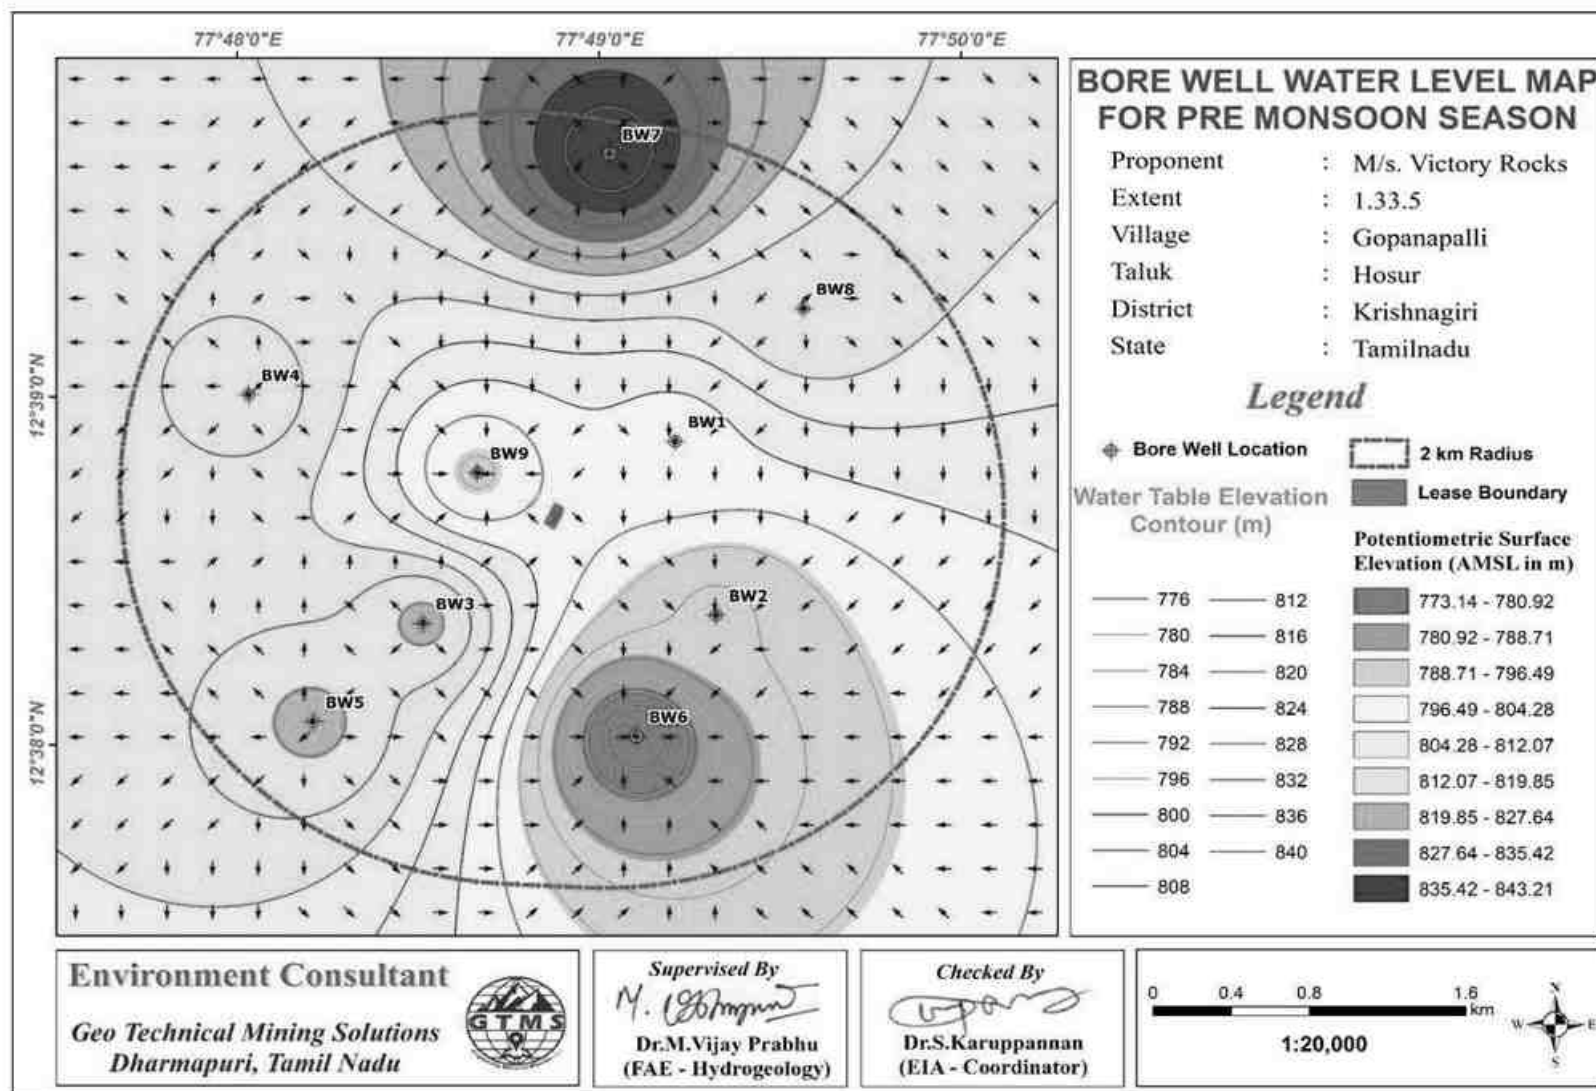 77°48'0"E
77°49'0"E
77°50'0"E
12°39'0"N
12°38'0"N
BW7
BW8
BW4
BW1
BW9
BW3
BW2
BW5
BW6
BORE WELL WATER LEVEL MAP
FOR PRE MONSOON SEASON
Proponent : M/s. Victory Rocks
Extent : 1.33.5
Village : Gopanapalli
Taluk : Hosur
District : Krishnagiri
State : Tamilnadu
Legend
Bore Well Location
2 km Radius
Lease Boundary
Water Table Elevation
Contour (m)
776 812
780 816
784 820
788 824
792 828
796 832
800 836
804 840
808
Potentiometric Surface
Elevation (AMSL in m)
773.14 - 780.92
780.92 - 788.71
788.71 - 796.49
796.49 - 804.28
804.28 - 812.07
812.07 - 819.85
819.85 - 827.64
827.64 - 835.42
835.42 - 843.21
Environment Consultant
Geo Technical Mining Solutions
Dharmapuri, Tamil Nadu
GTMS
Supervised By
Dr.M.Vijay Prabhu
(FAE - Hydrogeology)
Checked By
Dr.S.Karuppannan
(EIA - Coordinator)
0 0.4 0.8 1.6
km
1:20,000
N
W E
S